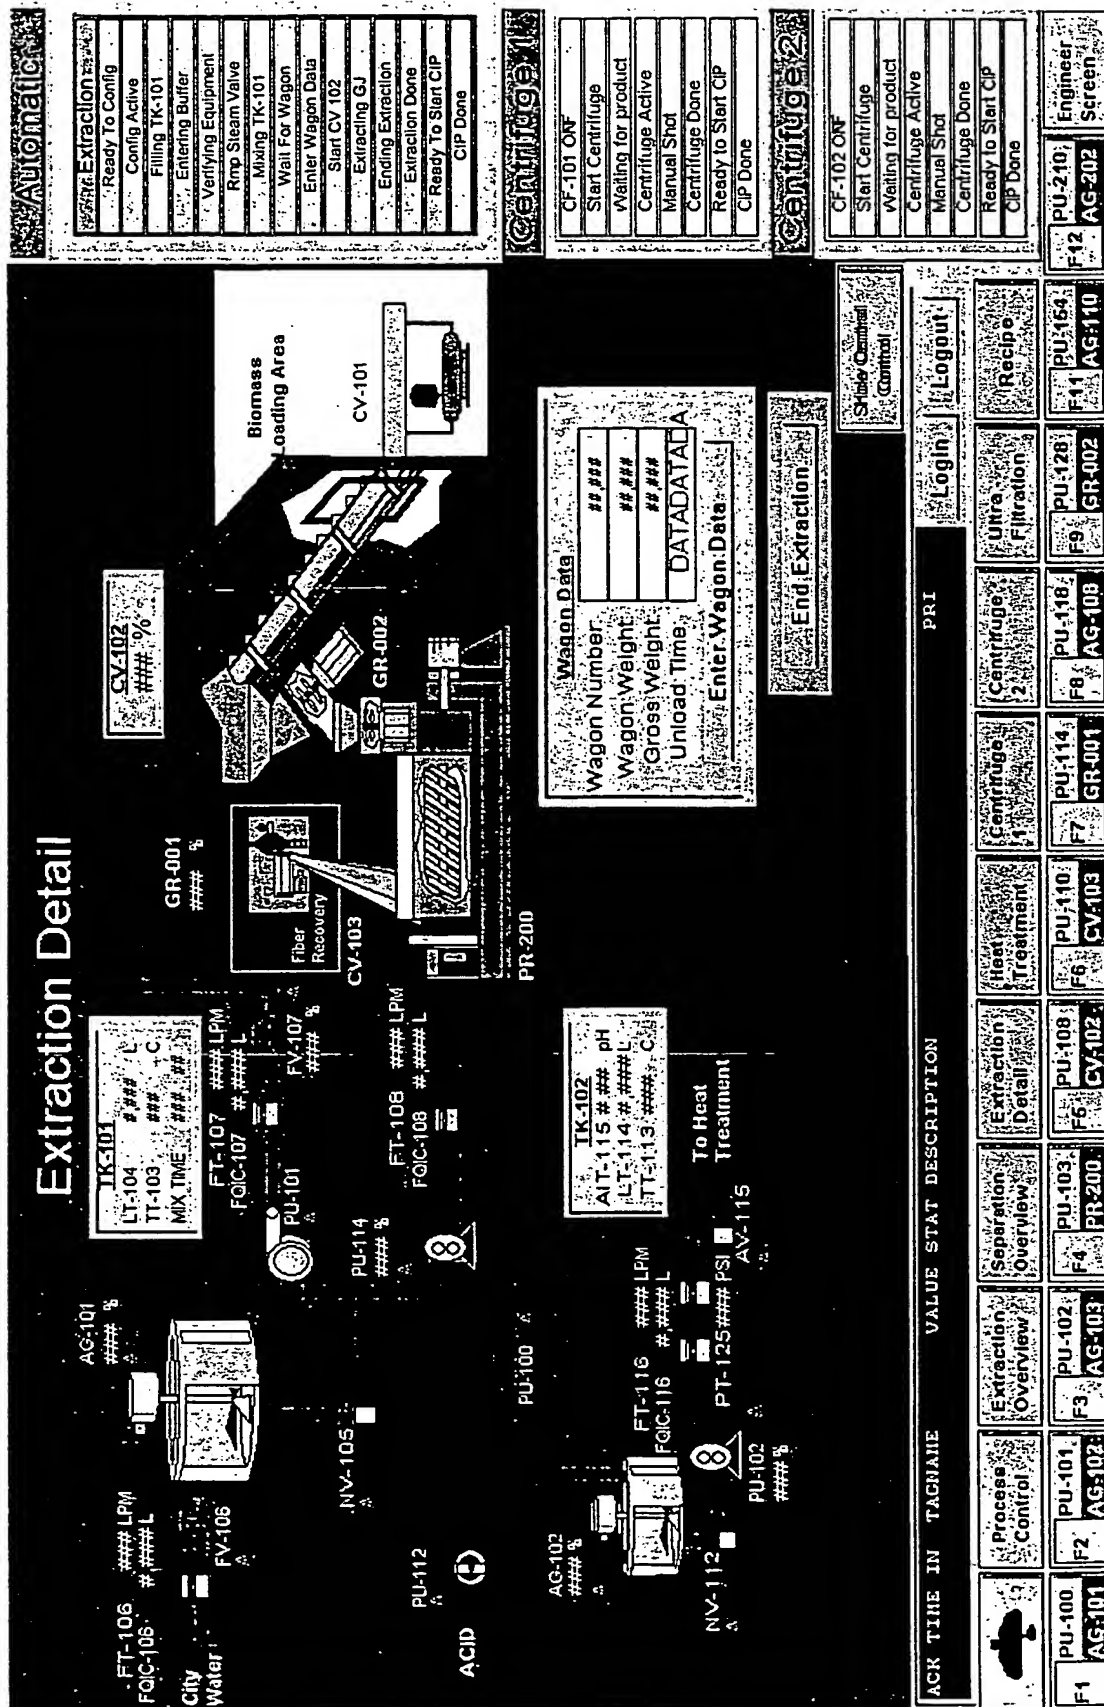 Extraction Detail
FT-106 #### LPM
FQIC-106 #,#### L
City
Water
FV-106
AG-101
### %
TK-101
LT-104 #,### L
TT-103 ### C
MIX TIME ###.##
FT-107 ### LPM
FQIC-107 #,#### L
PU-101
FV-107
### %
NV-105
GR-001
### %
CV-102
### %
Biomass
Loading Area
CV-101
Fiber
Recovery
CV-103
GR-002
PR-200
PU-112
ACID
PU-114
### %
FT-108 #### LPM
FQIC-108 #,#### L
PU-100
AG-102
### %
NV-112
PU-102
### %
FT-116 #### LPM
FQIC-116 #,#### L
PT-125 ### PSI
AV-115
TK-102
AIT-115 #.## pH
LT-114 #,### L
TT-113 ### C
To Heat
Treatment
Wagon Data
Wagon Number: ##,###
Wagon Weight: ##,###
Gross Weight: ##,###
Unload Time: DATADATADA
Enter Wagon Data
End Extraction
Control
Login
Logout
ACK TIME IN TAGNAME VALUE STAT DESCRIPTION PRI
Process
Control
Extraction
Overview
Separation
Overview
Extraction
Detail
Heat
Treatment
Centrifuge
1
Centrifuge
2
Ultra
Filtration
Recipe
Engineer
Screen
F1 PU-100
AG-101
F2 PU-101
AG-102
F3 PU-102
AG-103
F4 PU-103
PR-200
F5 PU-108
CV-102
F6 PU-110
CV-103
F7 PU-114
GR-001
F8 PU-118
AG-108
F9 PU-128
GR-002
F11 PU-154
AG-110
F12 PU-210
AG-202
Automatic
Extraction
Ready To Config
Config Active
Filling TK-101
Entering Buffer
Verifying Equipment
Rmp Steam Valve
Mixing TK-101
Wait For Wagon
Enter Wagon Data
Start CV 102
Extracting GJ
Ending Extraction
Extraction Done
Ready To Start CIP
CIP Done
Centrifuge 1
CF-101 ONF
Start Centrifuge
Waiting for product
Centrifuge Active
Manual Shot
Centrifuge Done
Ready to Start CIP
CIP Done
Centrifuge 2
CF-102 ONF
Start Centrifuge
Waiting for product
Centrifuge Active
Manual Shot
Centrifuge Done
Ready to Start CIP
CIP Done